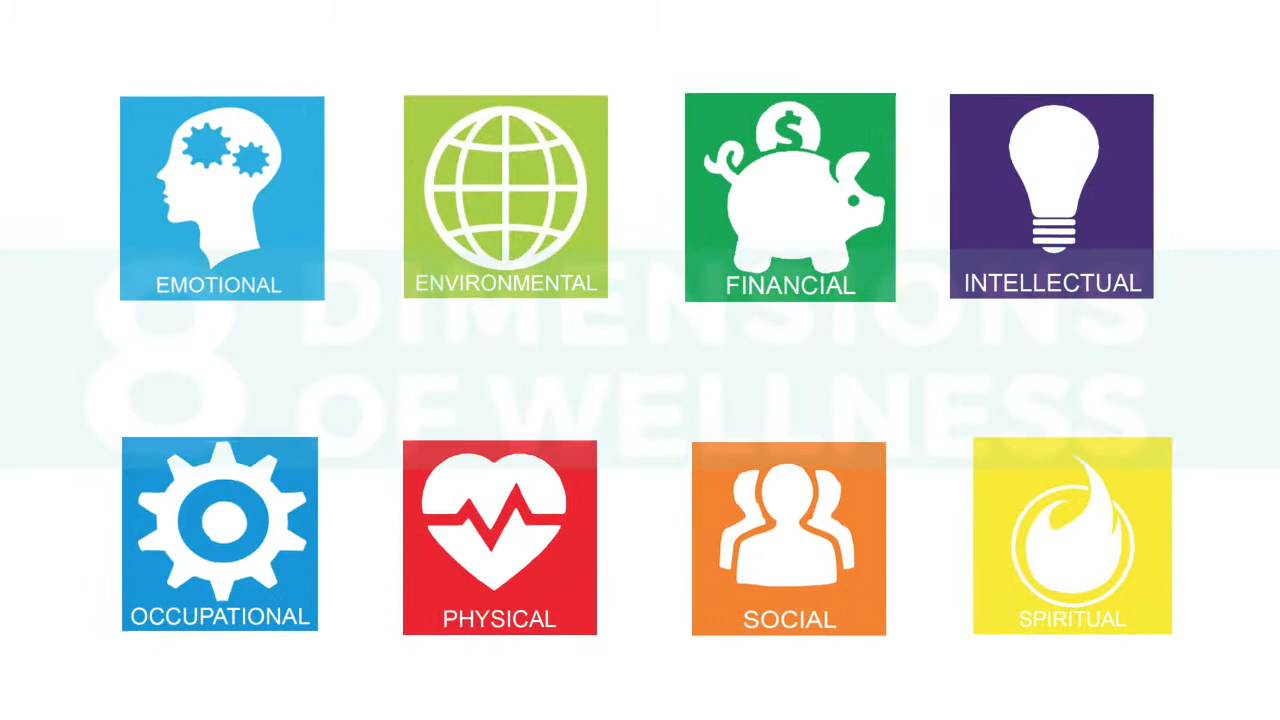 EMOTIONAL
ENVIRONMENTAL
$
FINANCIAL
INTELLECTUAL
8 DIMENSIONS
OF WELLNESS
OCCUPATIONAL
PHYSICAL
SOCIAL
SPIRITUAL